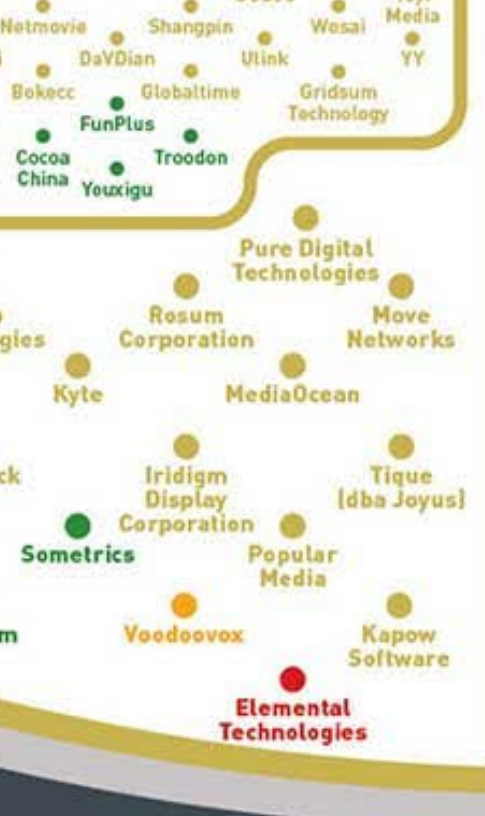 Media
Netmovie
Shangpin
Wosai
DaVDian
Ulink
YY
Bokecc
Globaltime
Gridsum
Technology
FunPlus
Cocoa
China
Troodon
Youxigu
Pure Digital
Technologies
Rosum
Corporation
Move
Networks
gies
Kyte
MediaOcean
ck
Iridigm
Display
Corporation
Tique
(dba Joyus)
Sometrics
Popular
Media
m
Voodoovox
Kapow
Software
Elemental
Technologies